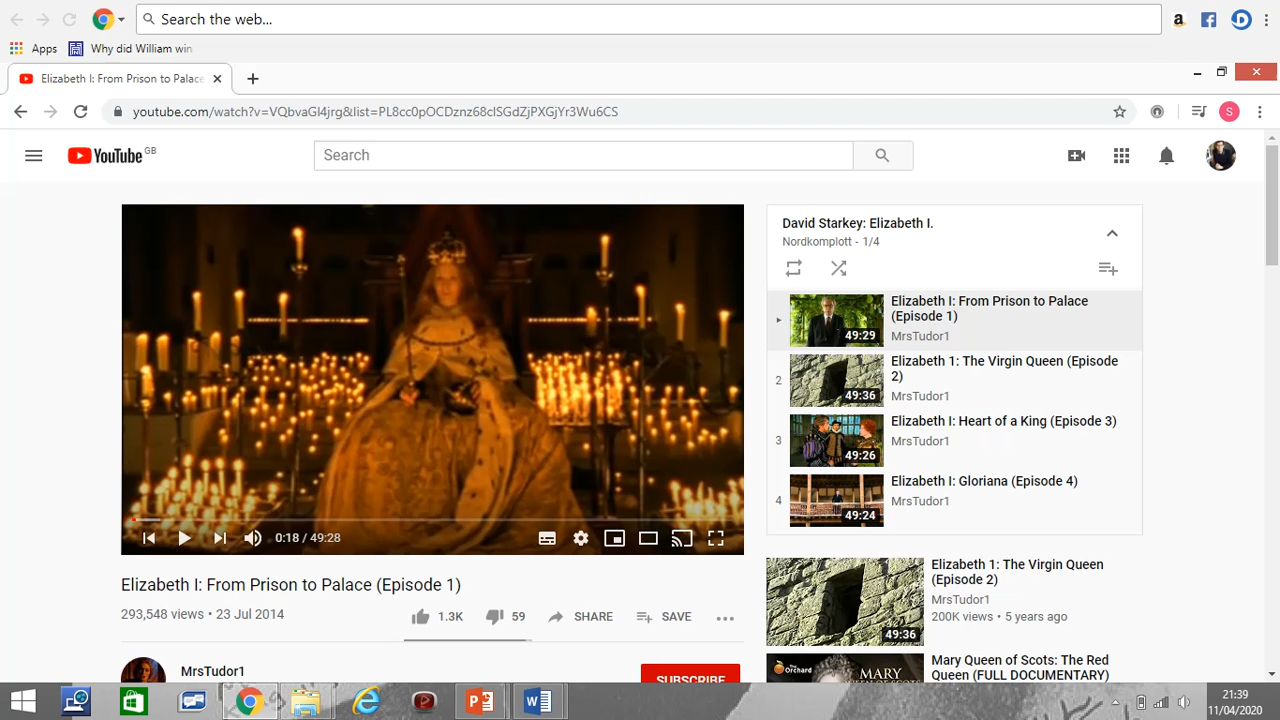 Search the web...
Apps
Why did William win
Elizabeth I: From Prison to Palace
youtube.com/watch?v=VQbvaGl4jrg&list=PL8cc0pOCDznz68clSGdZjPXGjYr3Wu6CS
S
YouTube GB
Search
David Starkey: Elizabeth I.
Nordkomplott - 1/4
Elizabeth I: From Prison to Palace
(Episode 1)
49:29
MrsTudor1
2
Elizabeth 1: The Virgin Queen (Episode
2)
49:36
MrsTudor1
3
Elizabeth I: Heart of a King (Episode 3)
MrsTudor1
49:26
4
Elizabeth I: Gloriana (Episode 4)
MrsTudor1
49:24
0:18 / 49:28
Elizabeth I: From Prison to Palace (Episode 1)
293,548 views • 23 Jul 2014
1.3K
59
SHARE
SAVE
MrsTudor1
SUBSCRIBE
Elizabeth 1: The Virgin Queen
(Episode 2)
MrsTudor1
200K views • 5 years ago
49:36
Orchard
MARY
Mary Queen of Scots: The Red
Queen (FULL DOCUMENTARY)
21:39
11/04/2020